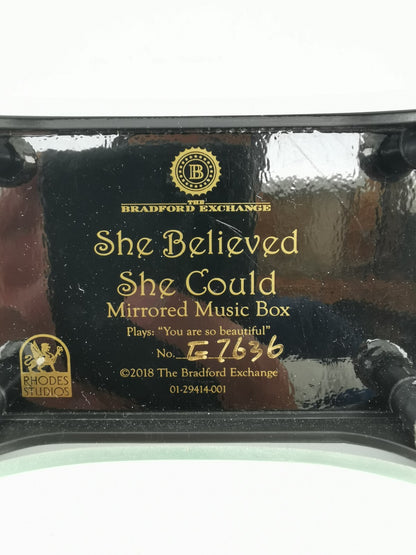 B
THE
BRADFORD EXCHANGE
She Believed
She Could
Mirrored Music Box
Plays: "You are so beautiful"
No. E7636
©2018 The Bradford Exchange
01-29414-001
RHODES
STUDIOS